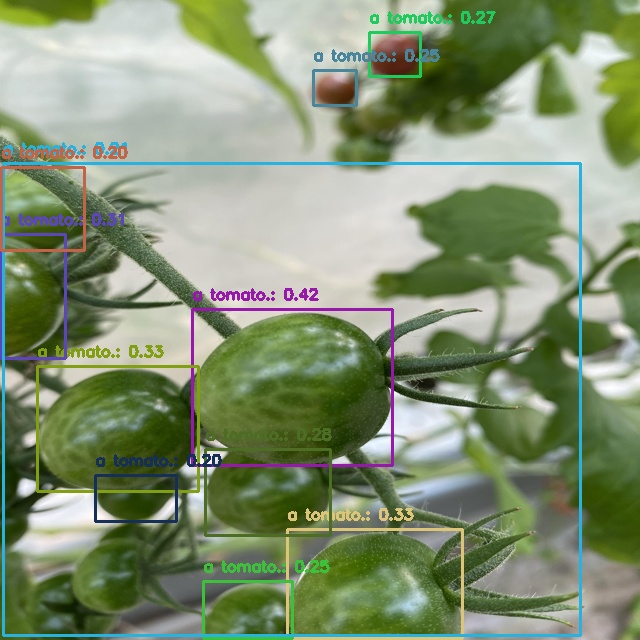 a tomato.: 0.27
a tomato.: 0.25
a tomato.: 0.20
a tomato.: 0.31
a tomato.: 0.42
a tomato.: 0.33
a tomato.: 0.28
a tomato.: 0.20
a tomato.: 0.33
a tomato.: 0.25